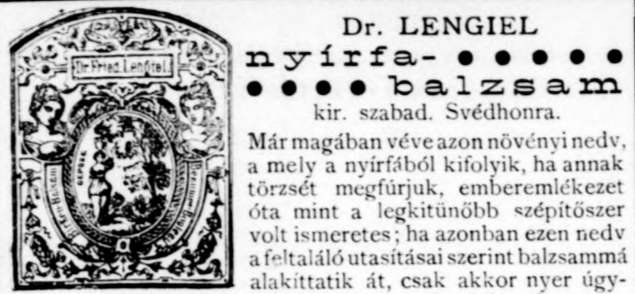 Dr. LENGIEL
nyírfa- ● ● ● ● ●
● ● ● ● balzsam
kir. szabad. Svédhonra.
Már magában véve azon növényi nedv,
a mely a nyírfából kifolyik, ha annak
törzsét megfúrjuk, emberemlékezet
óta mint a legkitünőbb szépítőszer
volt ismeretes; ha azonban ezen nedv
a feltaláló utasításai szerint balzsammá
alakíttatik át, csak akkor nyer úgy-
Dr. Fried. Lengiel